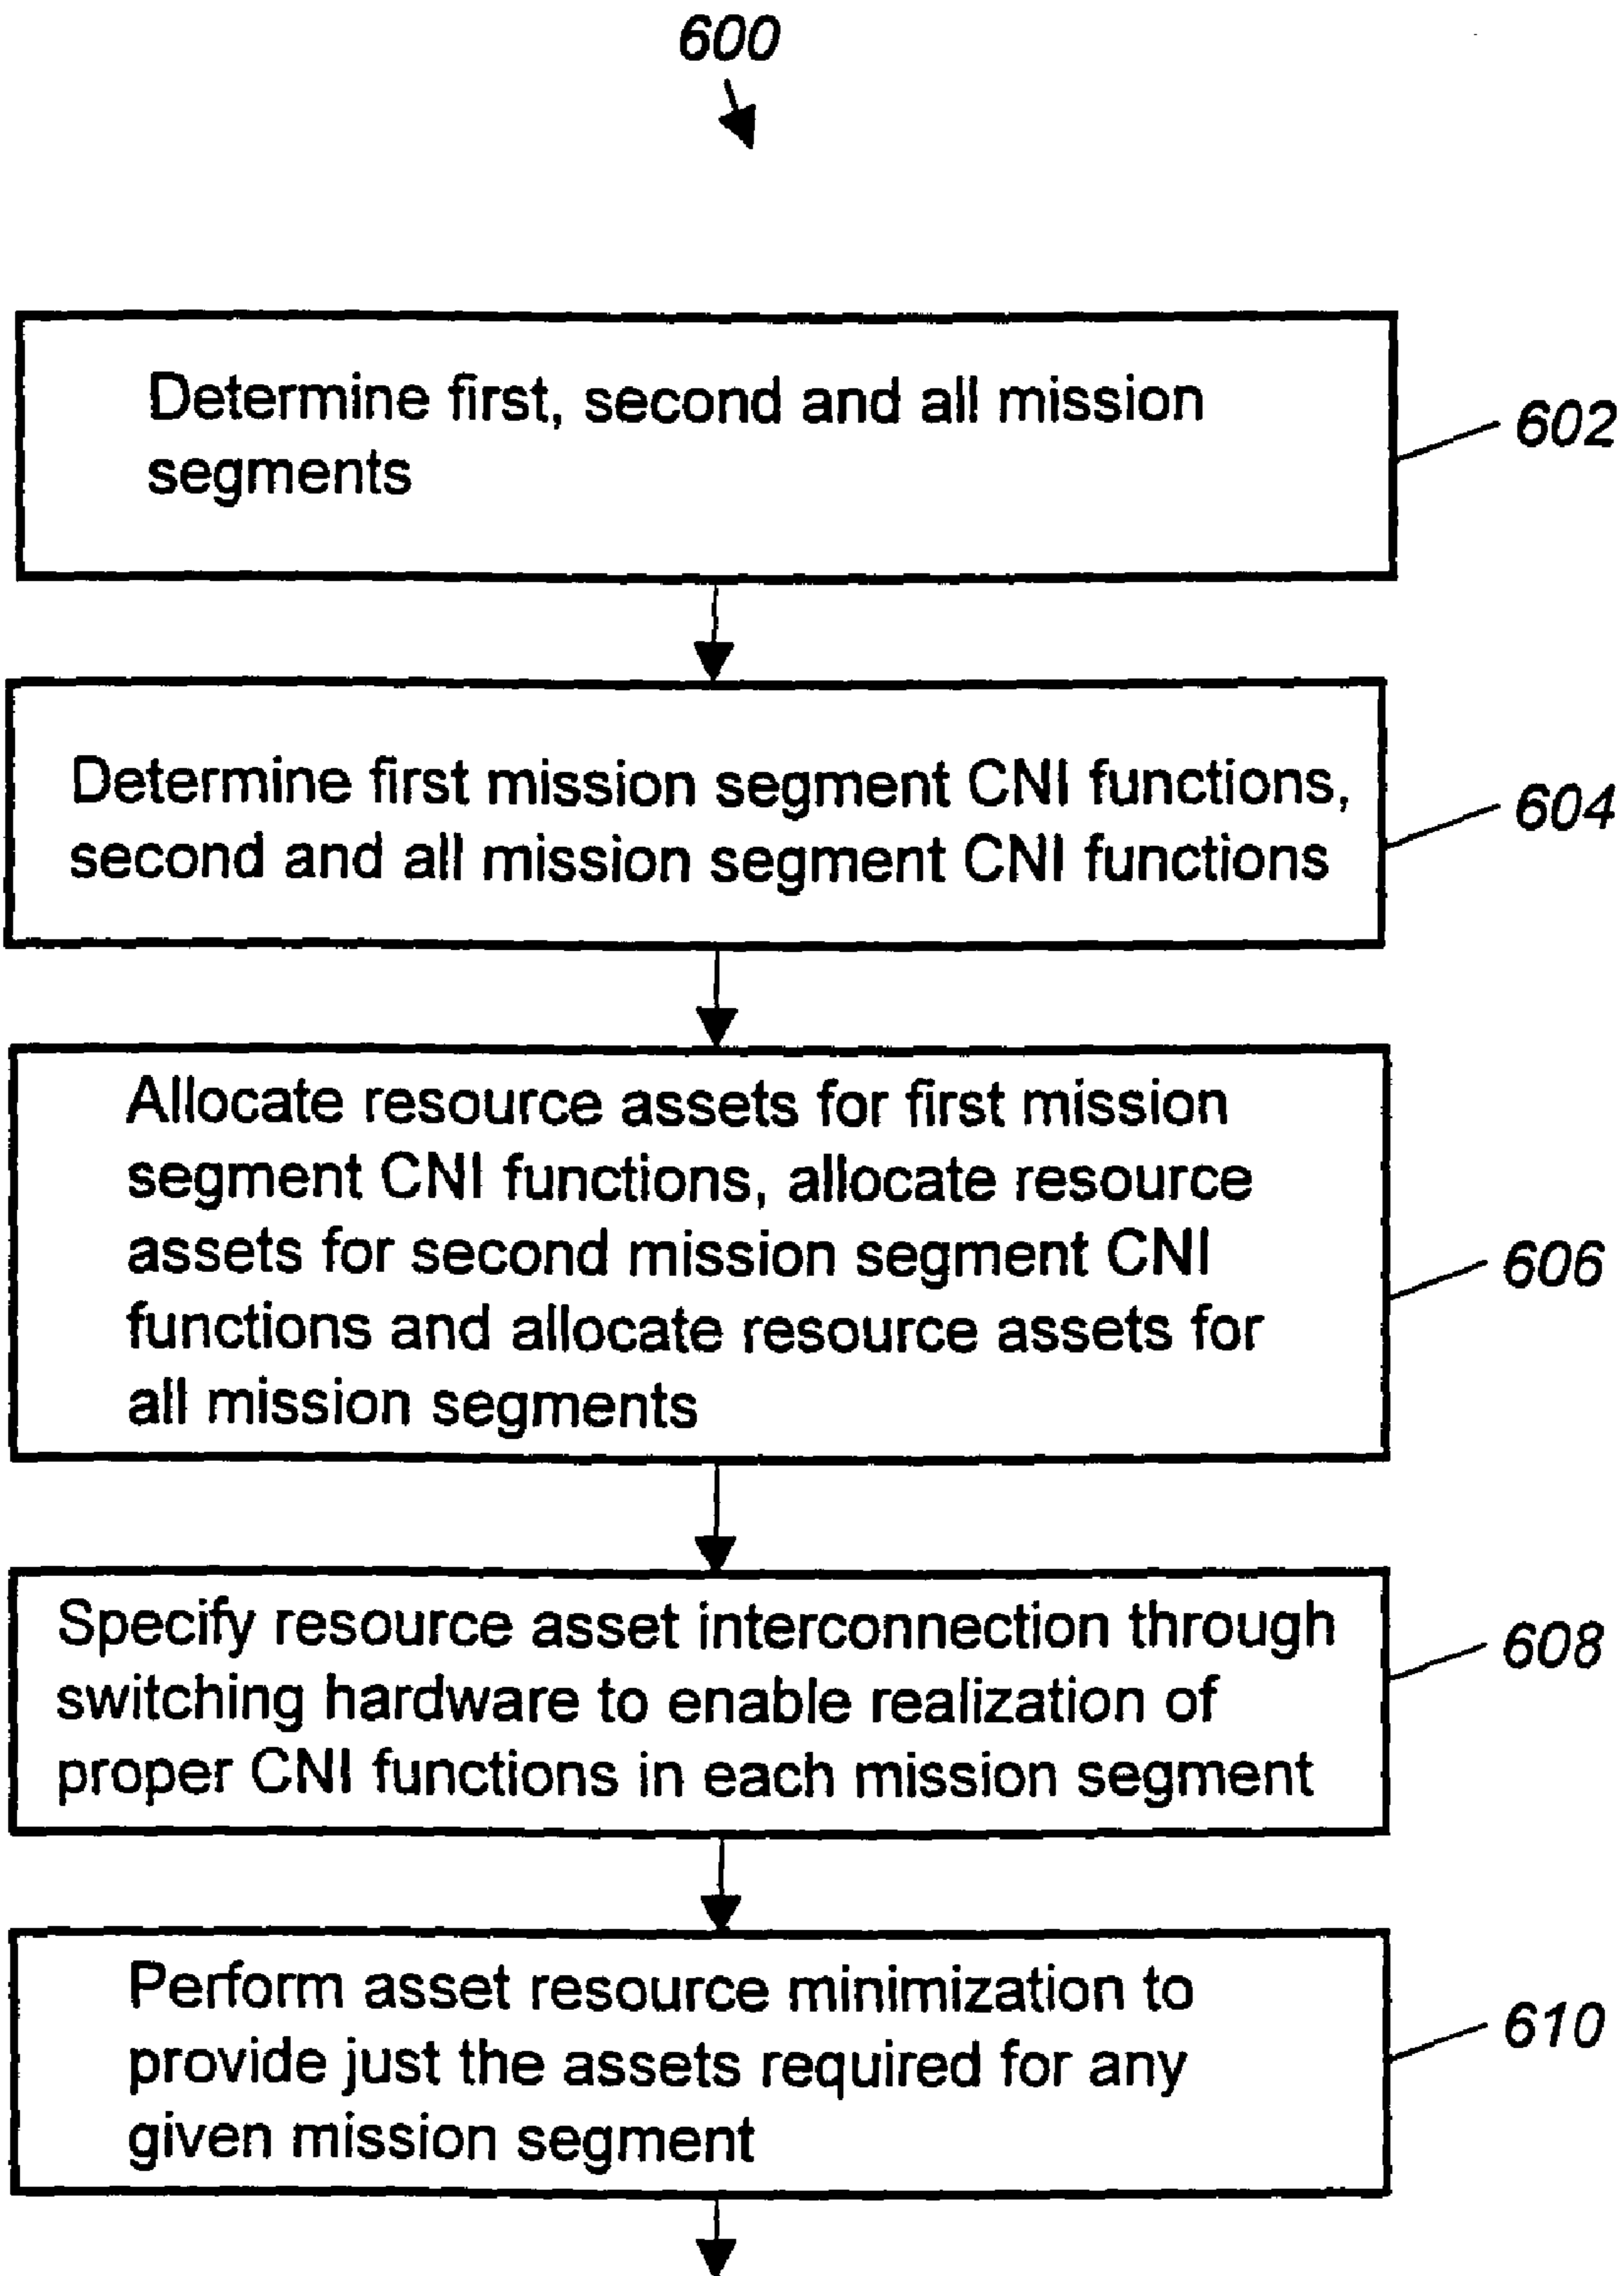 600
Determine first, second and all mission
segments
602
Determine first mission segment CNI functions,
second and all mission segment CNI functions
604
Allocate resource assets for first mission
segment CNI functions, allocate resource
assets for second mission segment CNI
functions and allocate resource assets for
all mission segments
606
Specify resource asset interconnection through
switching hardware to enable realization of
proper CNI functions in each mission segment
608
Perform asset resource minimization to
provide just the assets required for any
given mission segment
610